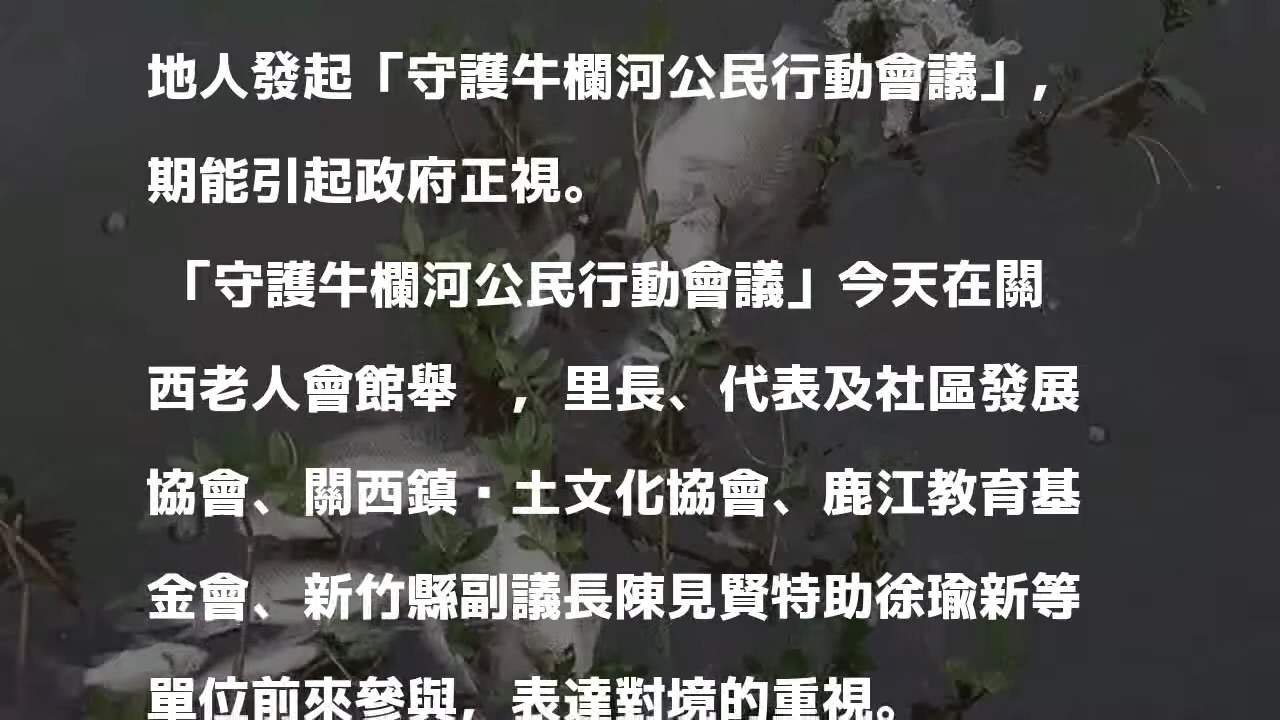 地人發起「守護牛欄河公民行動會議」，
期能引起政府正視。
「守護牛欄河公民行動會議」今天在關
西老人會館舉　，里長、代表及社區發展
協會、關西鎮·土文化協會、鹿江教育基
金會、新竹縣副議長陳見賢特助徐瑜新等
單位前來參與，表達對境的重視。